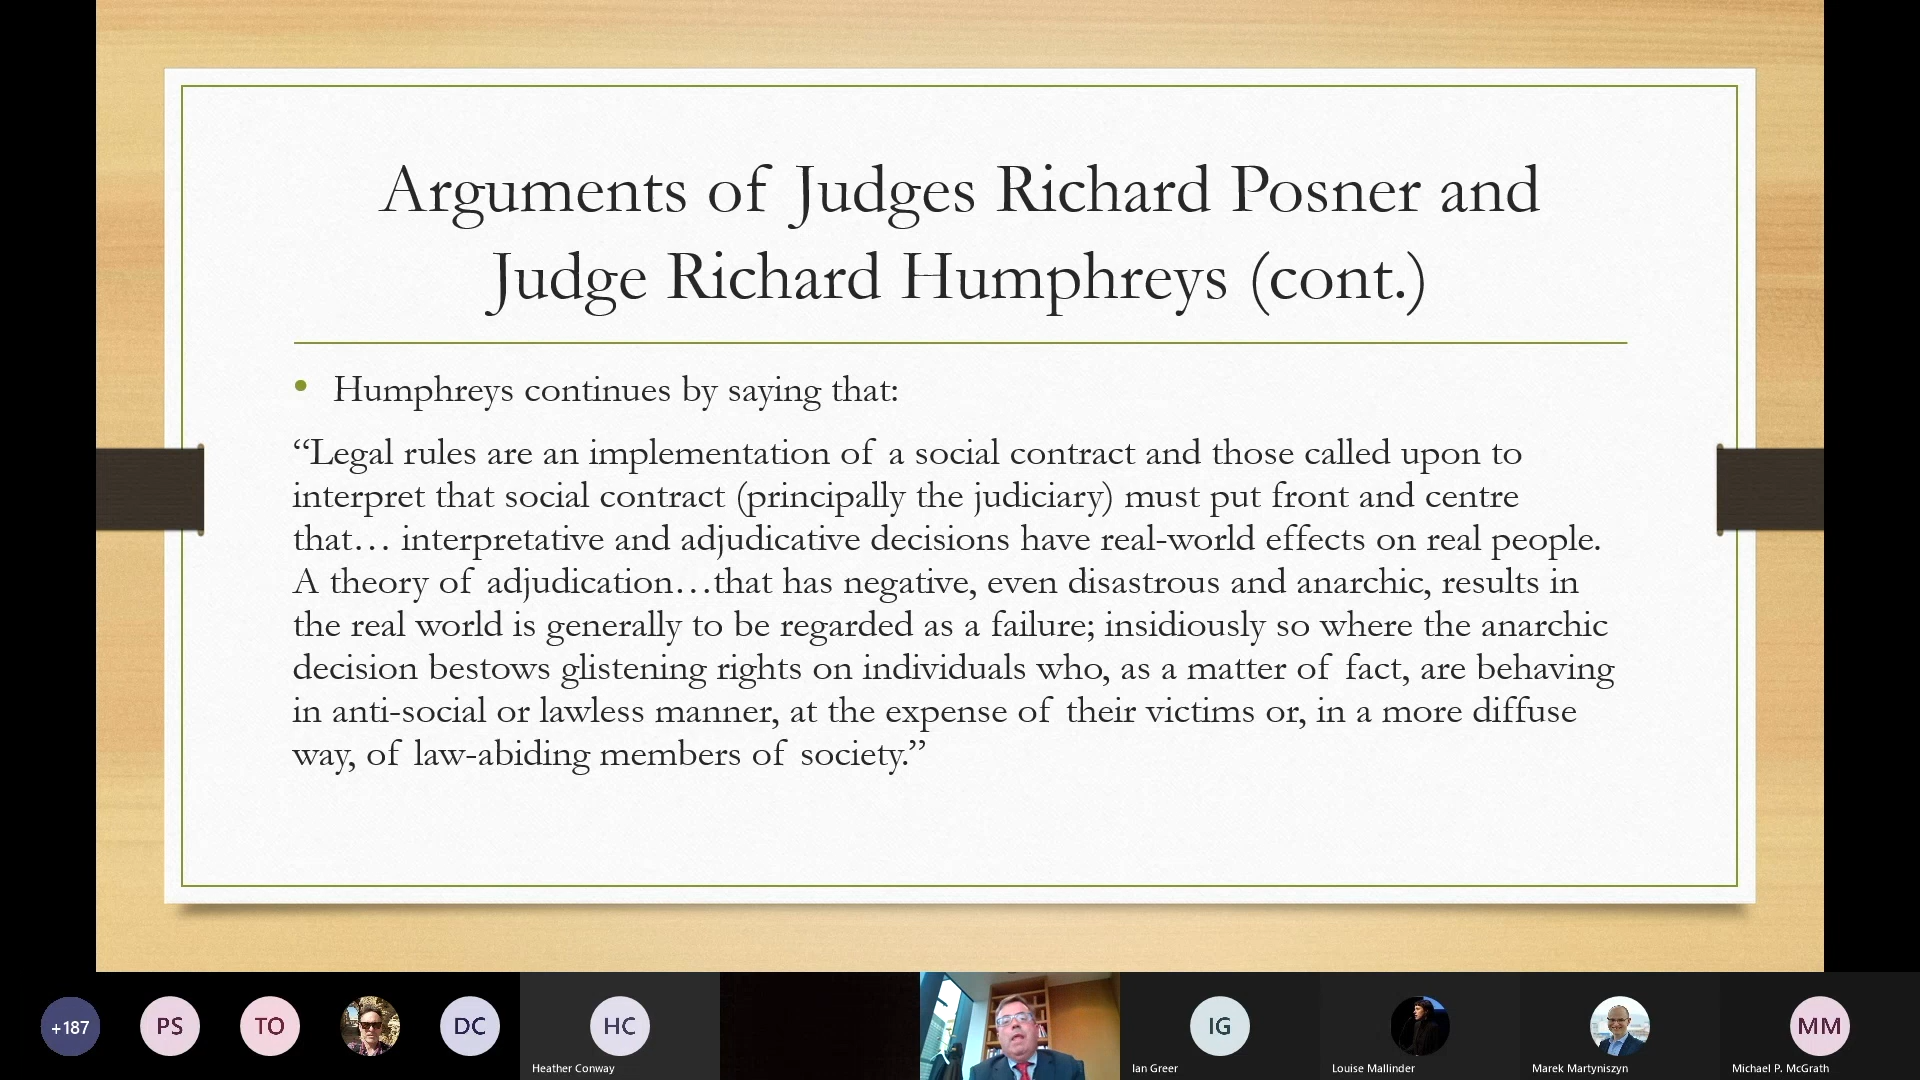 Arguments of Judges Richard Posner and
Judge Richard Humphreys (cont.)
• Humphreys continues by saying that:
“Legal rules are an implementation of a social contract and those called upon to
interpret that social contract (principally the judiciary) must put front and centre
that… interpretative and adjudicative decisions have real-world effects on real people.
A theory of adjudication…that has negative, even disastrous and anarchic, results in
the real world is generally to be regarded as a failure; insidiously so where the anarchic
decision bestows glistening rights on individuals who, as a matter of fact, are behaving
in anti-social or lawless manner, at the expense of their victims or, in a more diffuse
way, of law-abiding members of society.”
+187 PS TO DC HC IG MM
Heather Conway Ian Greer Louise Mallinder Marek Martyniszyn Michael P. McGrath